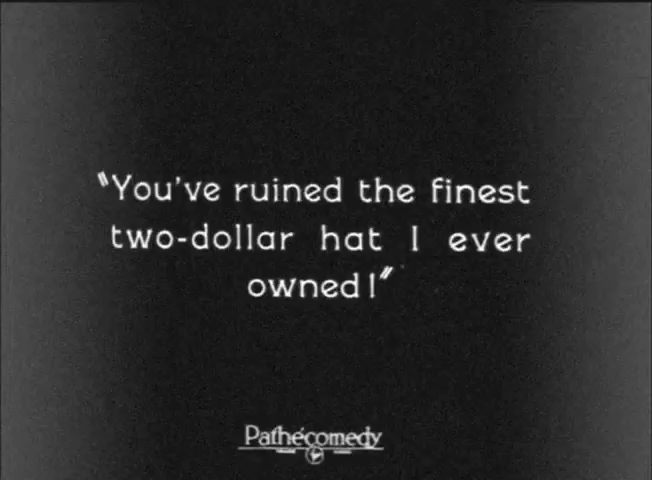 "You've ruined the finest
two-dollar hat I ever
owned!"
Pathécomedy